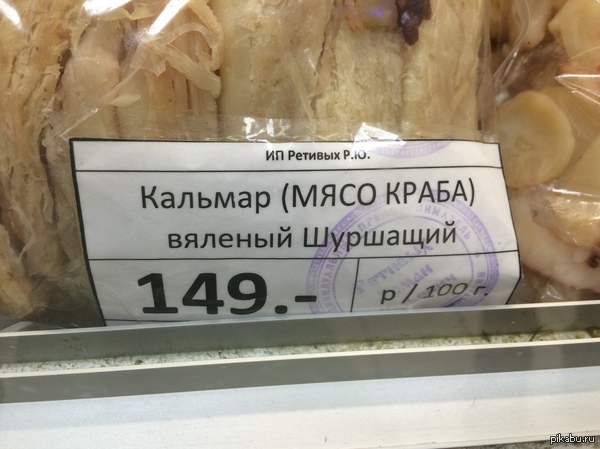 ИП Ретивых Р.Ю.
Кальмар (МЯСО КРАБА)
вяленый Шуршащий
149.- р / 100 г.
pikabu.ru